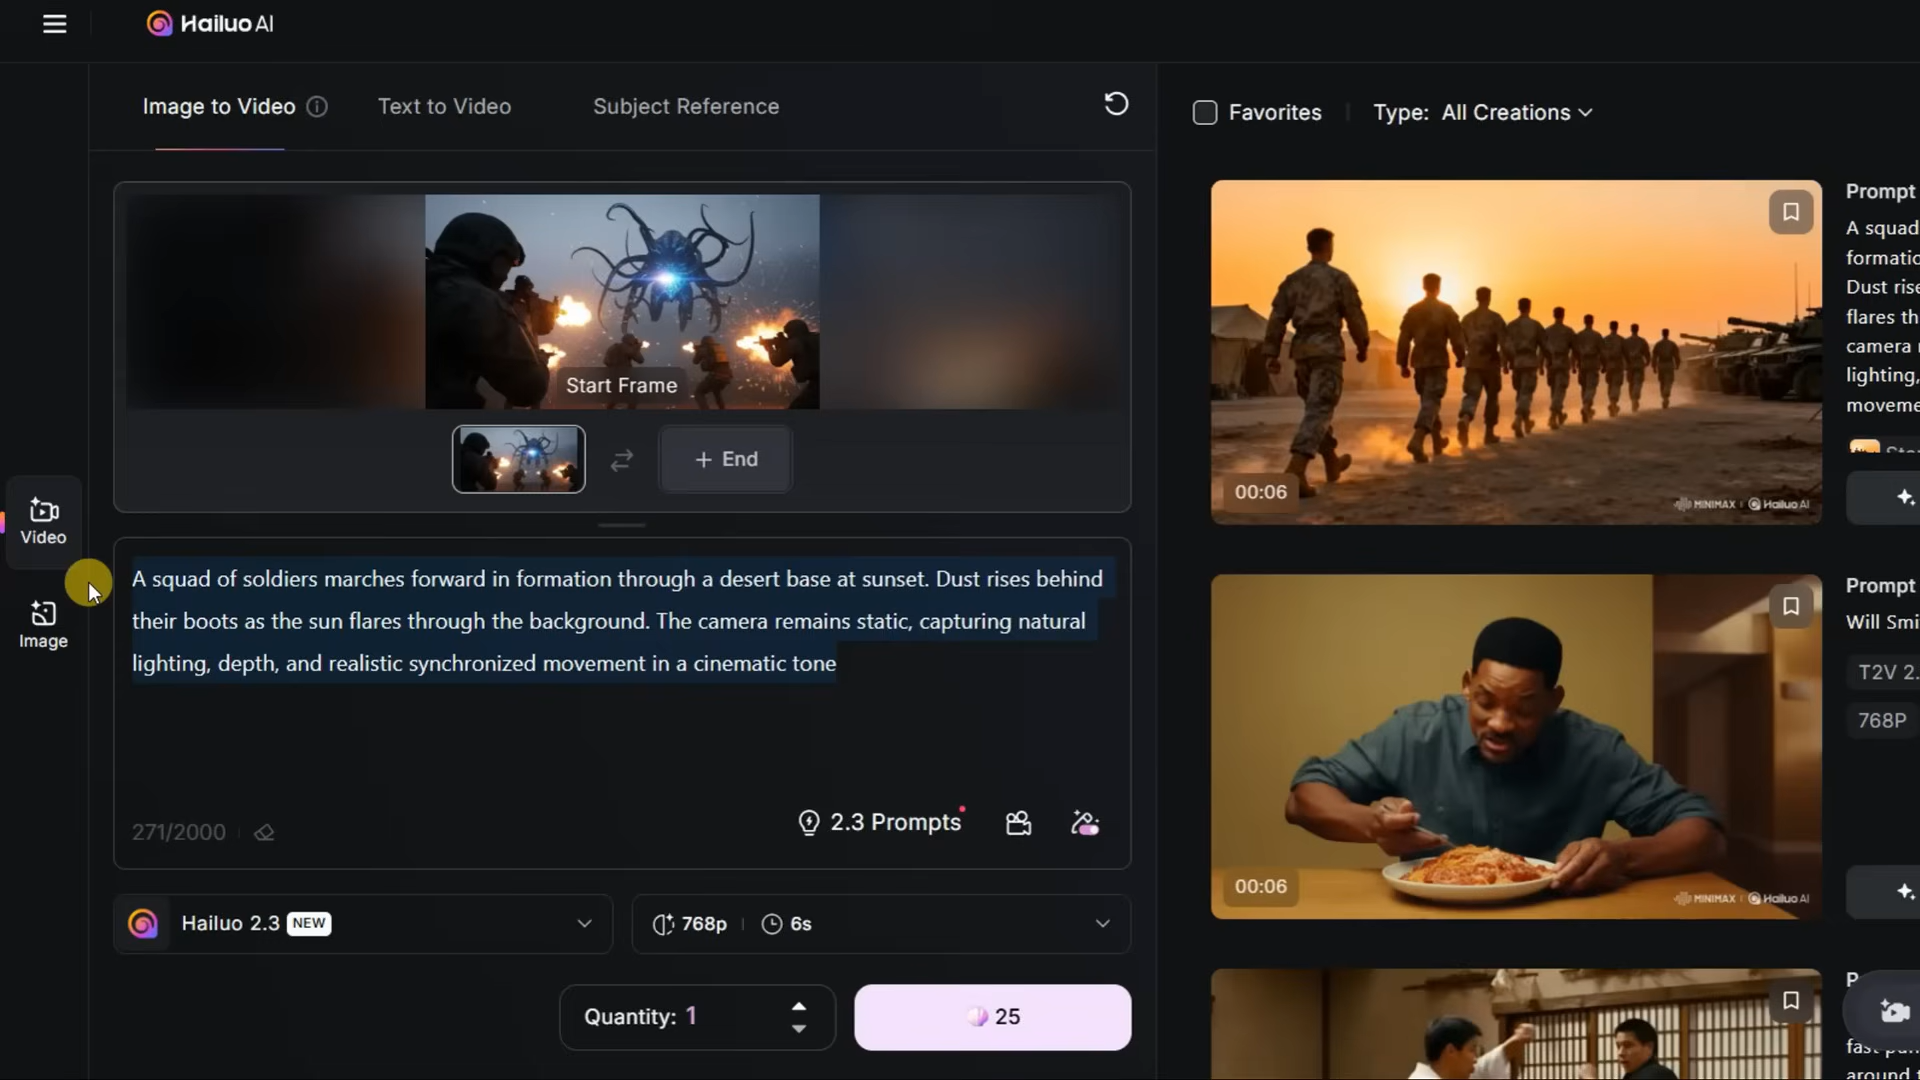 Hailuo AI
Image to Video
Text to Video
Subject Reference
Start Frame
+ End
Video
Image
A squad of soldiers marches forward in formation through a desert base at sunset. Dust rises behind
their boots as the sun flares through the background. The camera remains static, capturing natural
lighting, depth, and realistic synchronized movement in a cinematic tone
271/2000
2.3 Prompts
Hailuo 2.3 NEW
768p
6s
Quantity: 1
25
Favorites
Type: All Creations
00:06
MINIMAX Hailuo AI
Prompt
A squad
Dust rise
camera
lighting,
00:06
MINIMAX Hailuo AI
Prompt
Will Smi
T2V 2.
768P